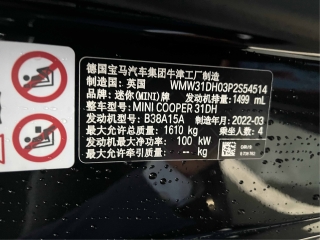 德国宝马汽车集团牛津工厂制造
制造国：英国 WMW31DH03P2S54514
品牌：迷你(MINI)牌 发动机排量：1499 mL
整车型号：MINI COOPER 31DH
发动机型号：B38A15A 制造年月：2022-03
最大允许总质量：1610 kg 乘坐人数：4
发动机最大净功率：100 kW
最大允许牵引质量：-- kg